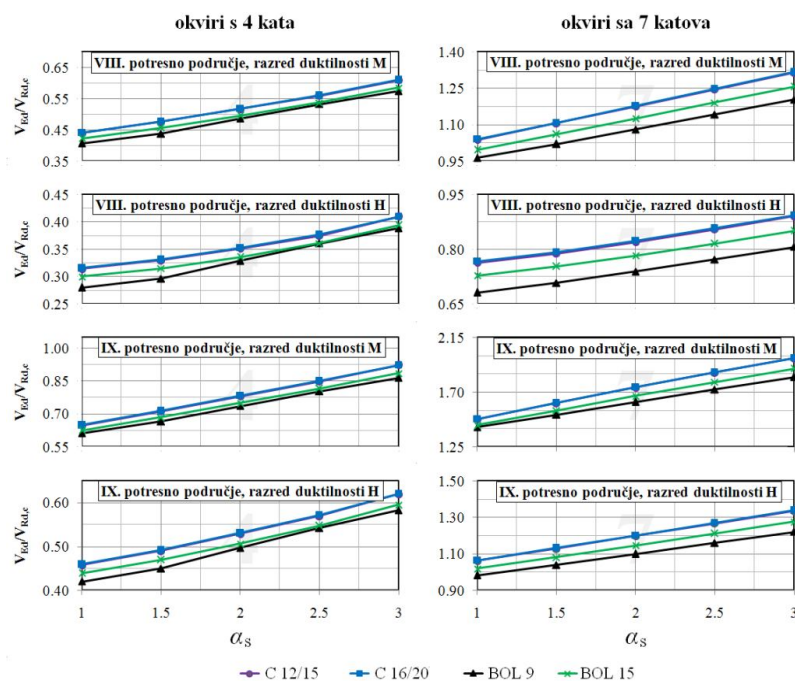 okviri s 4 kata
okviri sa 7 katova
VIII. potresno područje, razred duktilnosti M
V_Ed/V_Rd,c
0.65
0.55
0.45
0.35
VIII. potresno područje, razred duktilnosti M
1.40
1.25
1.10
0.95
VIII. potresno područje, razred duktilnosti H
V_Ed/V_Rd,c
0.45
0.40
0.35
0.30
0.25
VIII. potresno područje, razred duktilnosti H
0.95
0.80
0.65
IX. potresno područje, razred duktilnosti M
V_Ed/V_Rd,c
1.00
0.85
0.70
0.55
IX. potresno područje, razred duktilnosti M
2.15
1.70
1.25
IX. potresno područje, razred duktilnosti H
V_Ed/V_Rd,c
0.60
0.50
0.40
1 1.5 2 2.5 3
α_S
IX. potresno područje, razred duktilnosti H
1.50
1.30
1.10
0.90
1 1.5 2 2.5 3
α_S
C 12/15 C 16/20 BOL 9 BOL 15